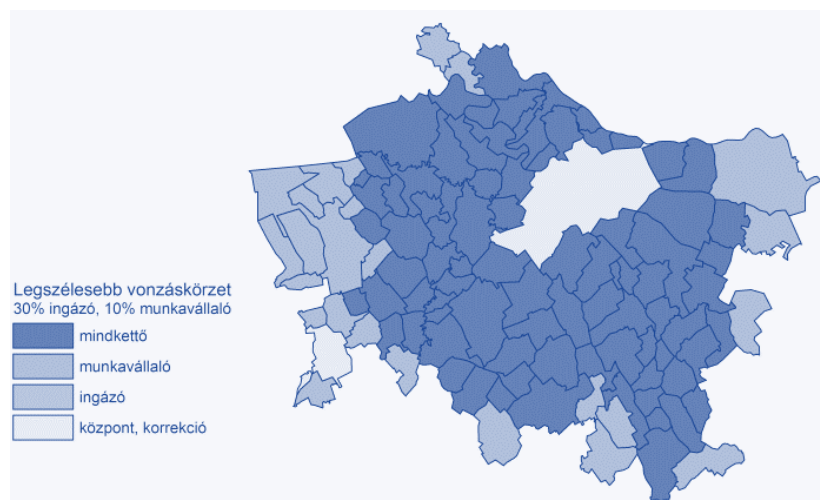 Legszélesebb vonzáskörzet
30% ingázó, 10% munkavállaló
mindkettő
munkavállaló
ingázó
központ, korrekció